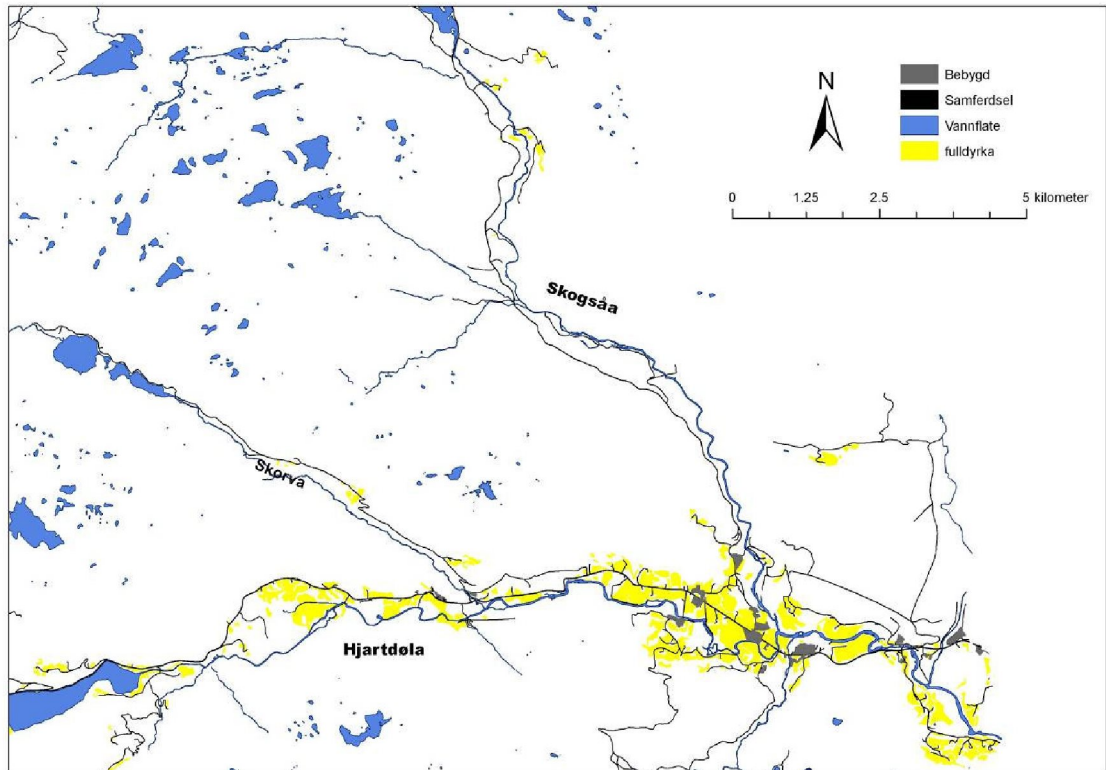 N
Bebygd
Samferdsel
Vannflate
fulldyrka
0 1.25 2.5 5 kilometer
Skogsåa
Skorva
Hjartdøla